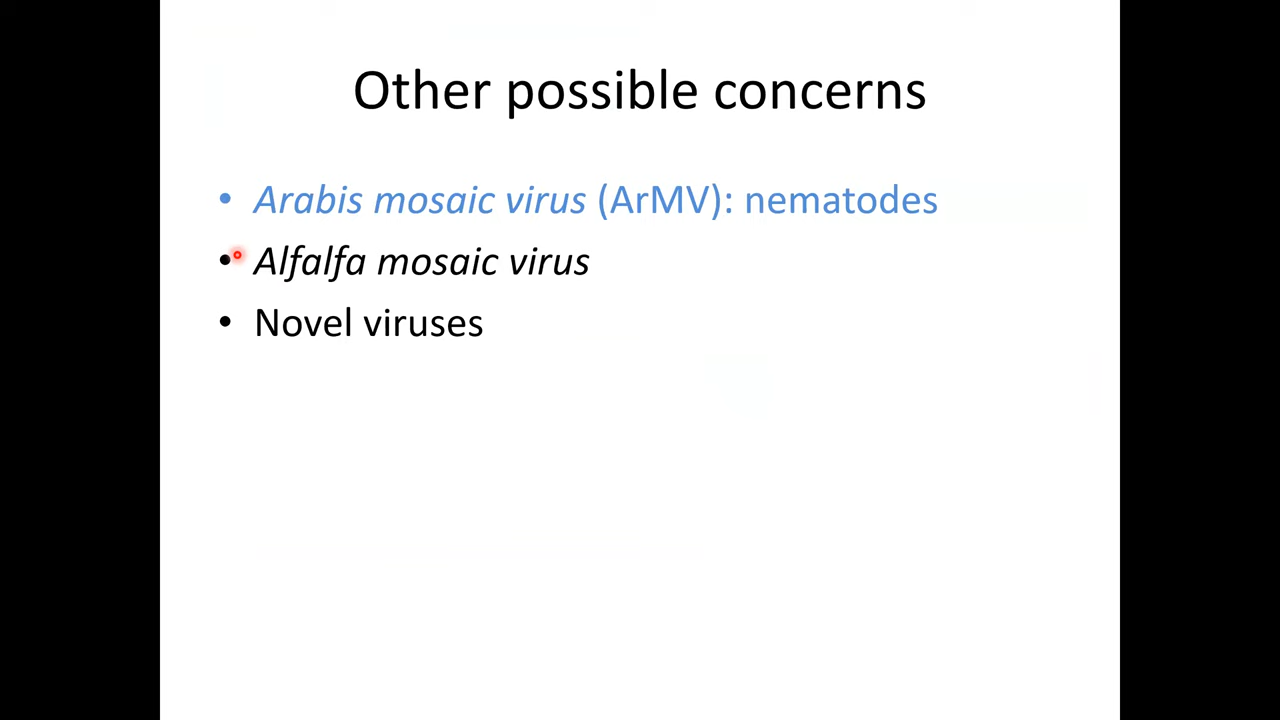 Other possible concerns
• Arabis mosaic virus (ArMV): nematodes
• Alfalfa mosaic virus
• Novel viruses